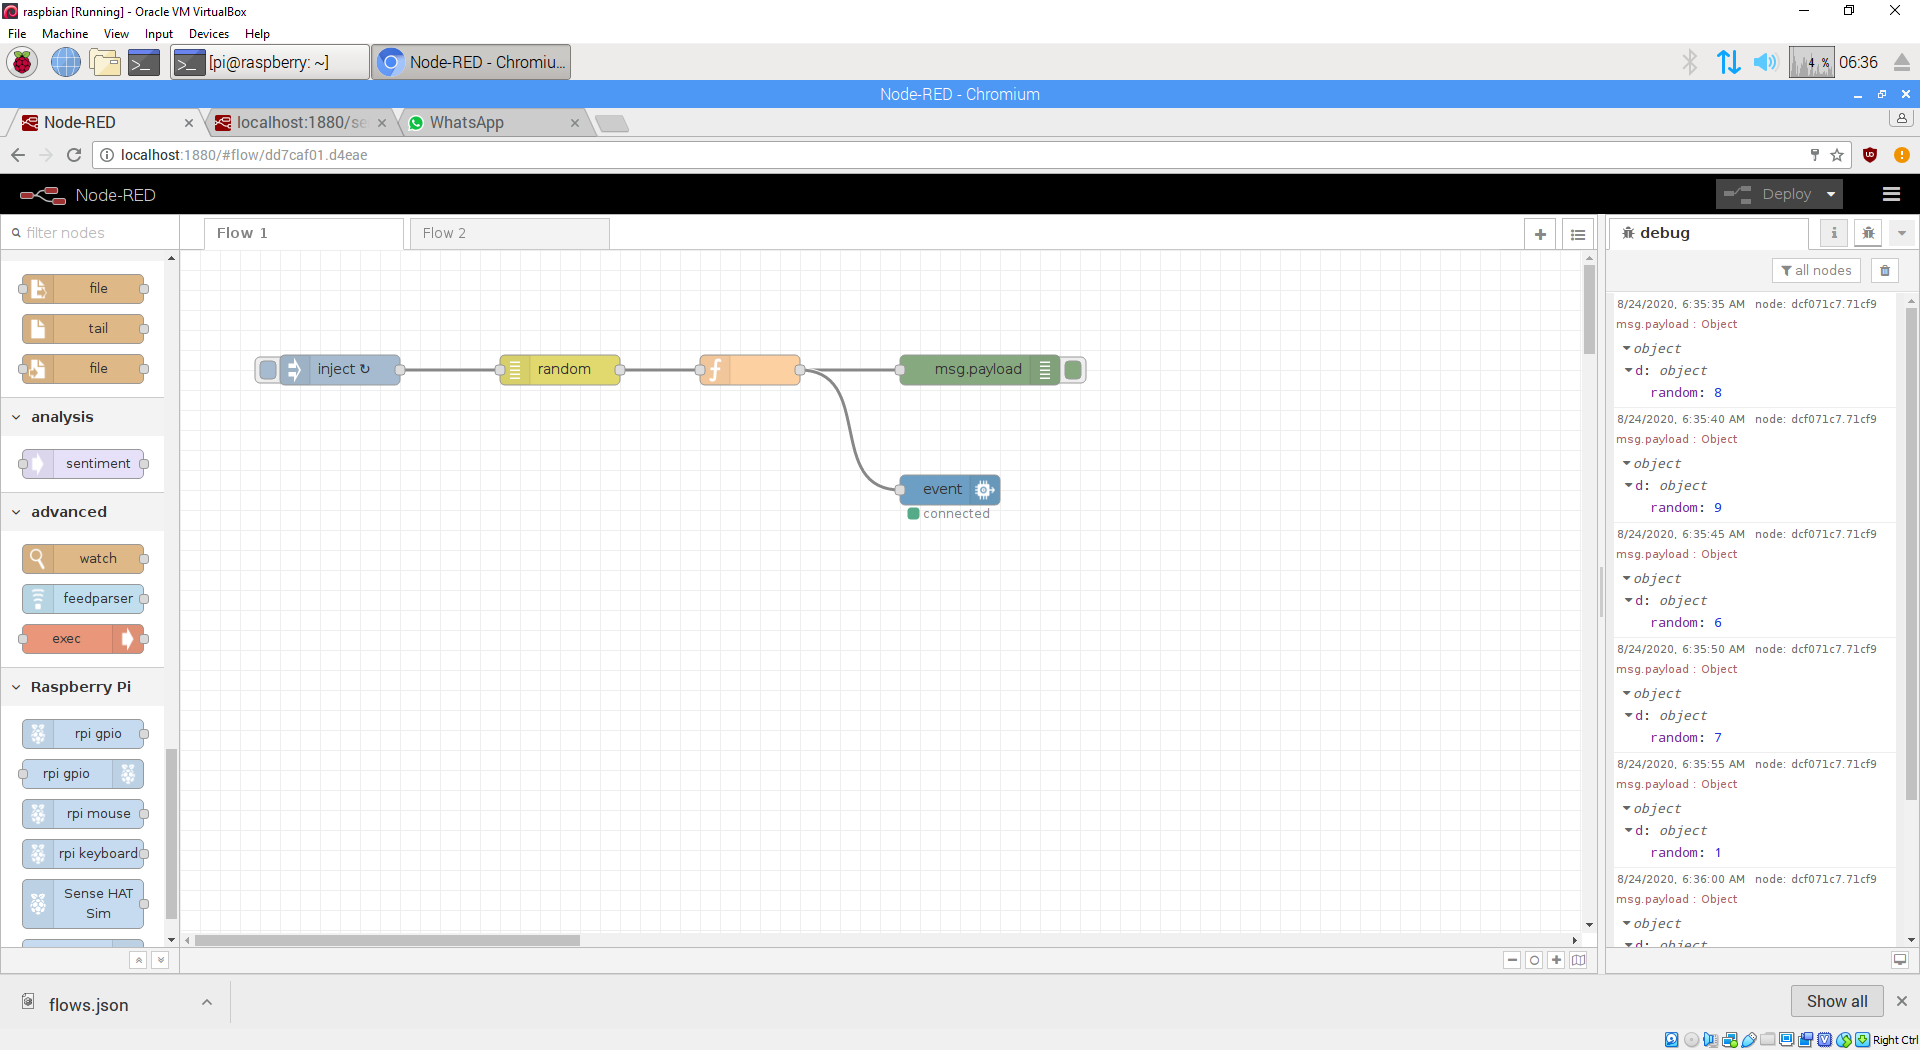 raspbian [Running] - Oracle VM VirtualBox
File Machine View Input Devices Help
[pi@raspberry: ~] Node-RED - Chromiu... 4 % 06:36
Node-RED - Chromium
Node-RED localhost:1880/se WhatsApp
localhost:1880/#flow/dd7caf01.d4eae
Node-RED Deploy
filter nodes
Flow 1 Flow 2
debug
i
all nodes
file
tail
file
analysis
sentiment
advanced
watch
feedparser
exec
Raspberry Pi
rpi gpio
rpi gpio
rpi mouse
rpi keyboard
Sense HAT
Sim
inject ↻ random f msg.payload
event
connected
8/24/2020, 6:35:35 AM node: dcf071c7.71cf9
msg.payload : Object
object
d: object
random: 8
8/24/2020, 6:35:40 AM node: dcf071c7.71cf9
msg.payload : Object
object
d: object
random: 9
8/24/2020, 6:35:45 AM node: dcf071c7.71cf9
msg.payload : Object
object
d: object
random: 6
8/24/2020, 6:35:50 AM node: dcf071c7.71cf9
msg.payload : Object
object
d: object
random: 7
8/24/2020, 6:35:55 AM node: dcf071c7.71cf9
msg.payload : Object
object
d: object
random: 1
8/24/2020, 6:36:00 AM node: dcf071c7.71cf9
msg.payload : Object
object
d: object
flows.json
Show all
Right Ctrl